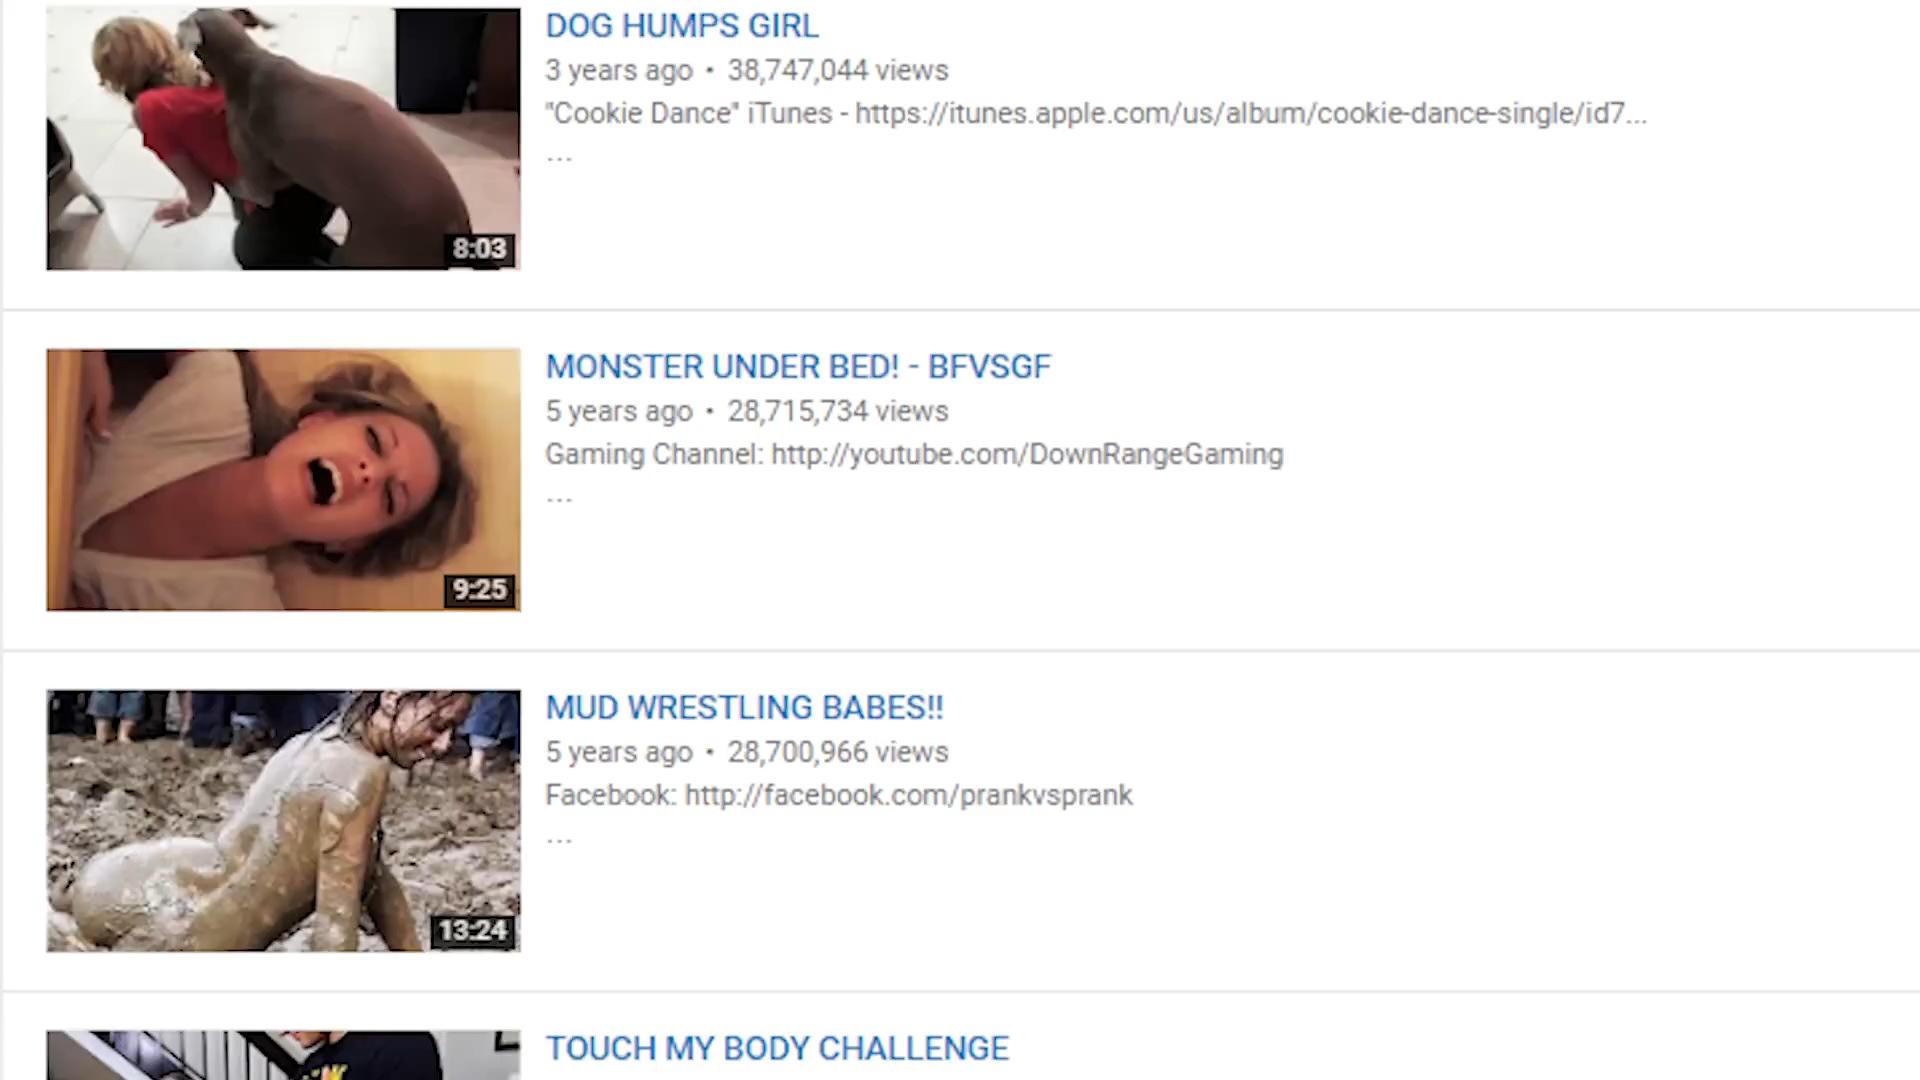 DOG HUMPS GIRL
3 years ago • 38,747,044 views
"Cookie Dance" iTunes - https://itunes.apple.com/us/album/cookie-dance-single/id7...
...
8:03
MONSTER UNDER BED! - BFVSGF
5 years ago • 28,715,734 views
Gaming Channel: http://youtube.com/DownRangeGaming
...
9:25
MUD WRESTLING BABES!!
5 years ago • 28,700,966 views
Facebook: http://facebook.com/prankvsprank
...
13:24
TOUCH MY BODY CHALLENGE